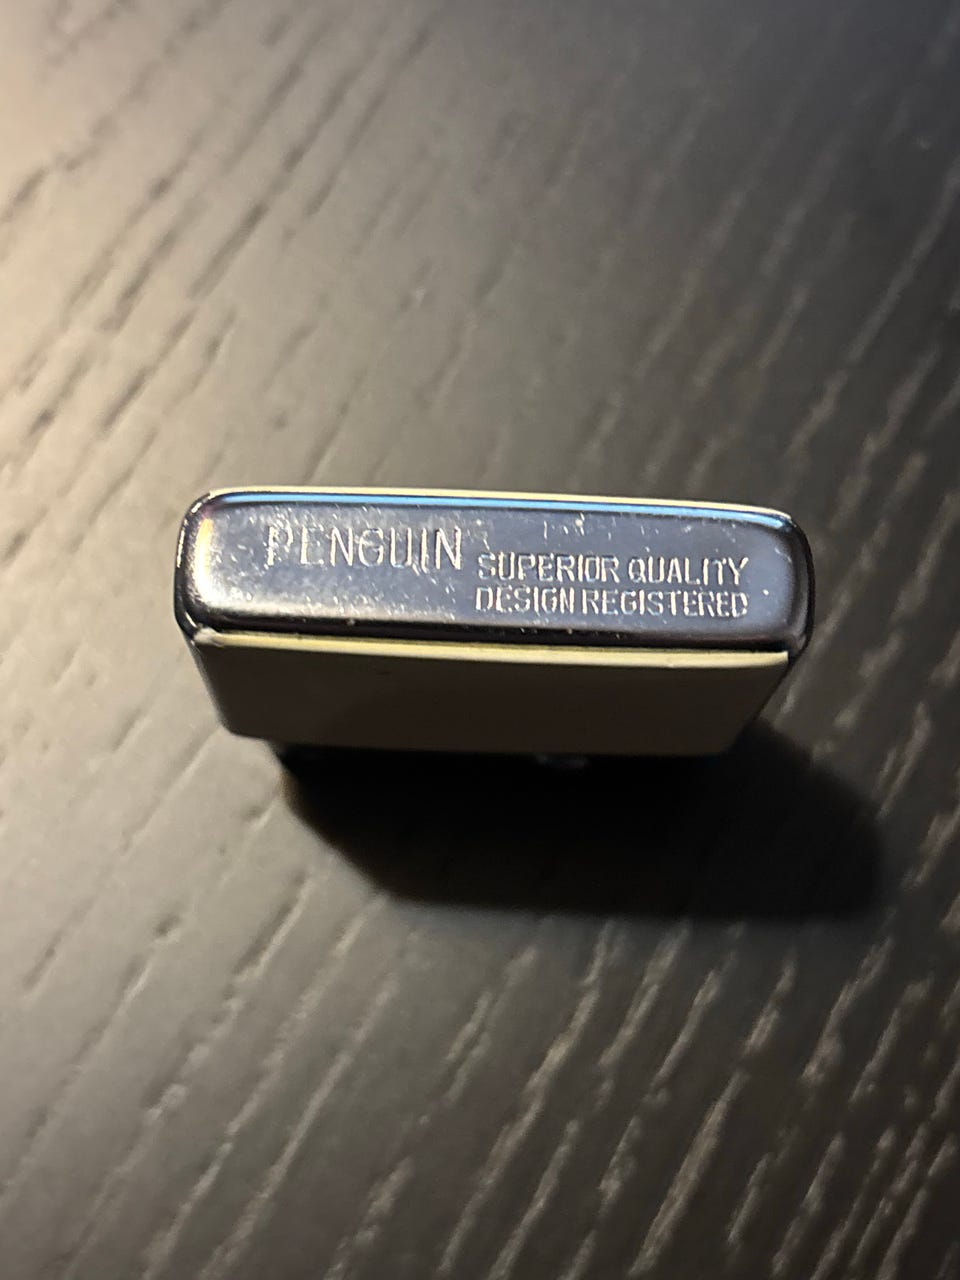 PENGUIN
SUPERIOR QUALITY
DESIGN REGISTERED